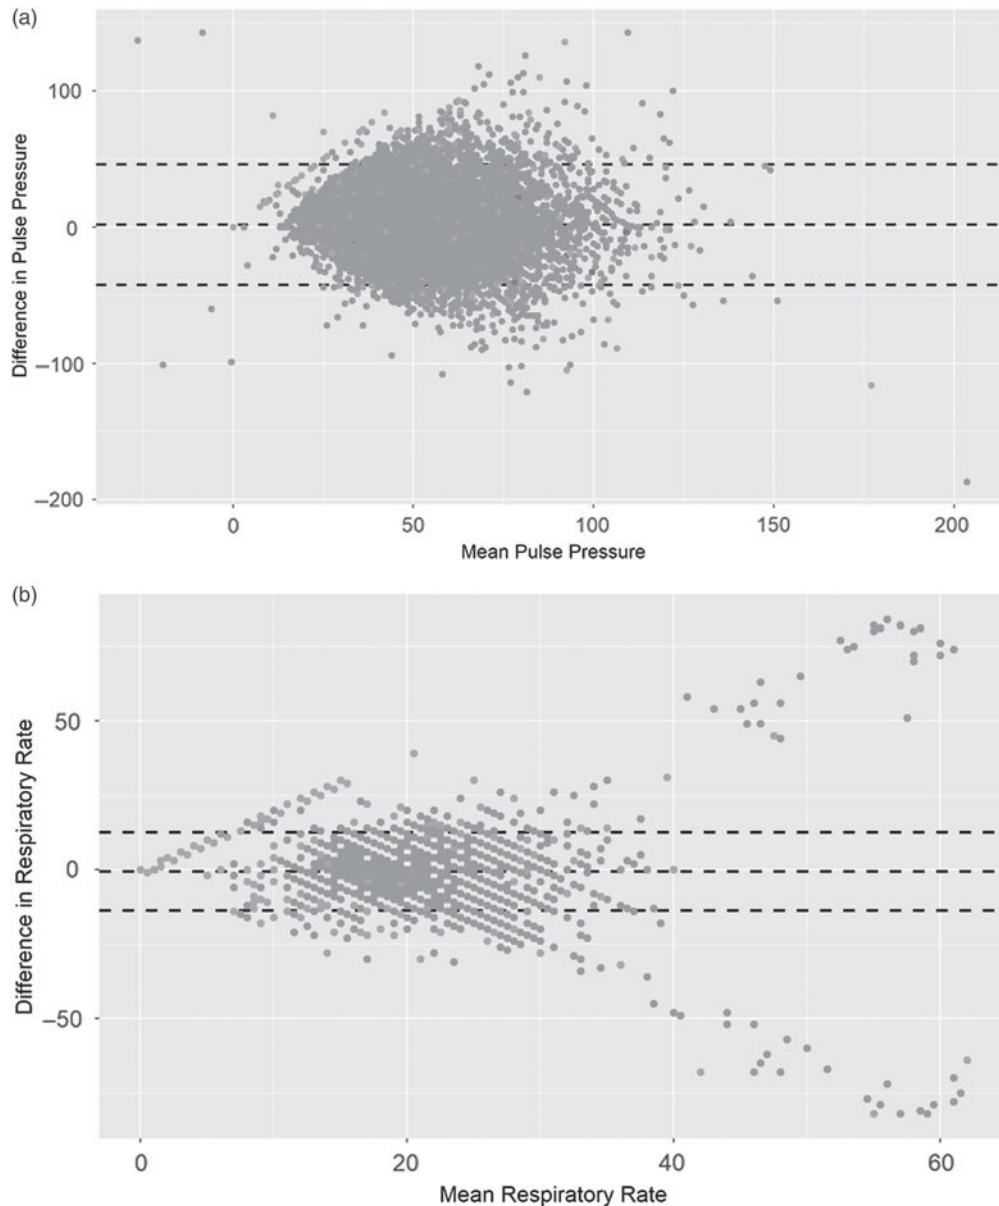 (a)
Difference in Pulse Pressure
100
0
−100
−200
0
50
100
150
200
Mean Pulse Pressure
(b)
Difference in Respiratory Rate
50
0
−50
0
20
40
60
Mean Respiratory Rate